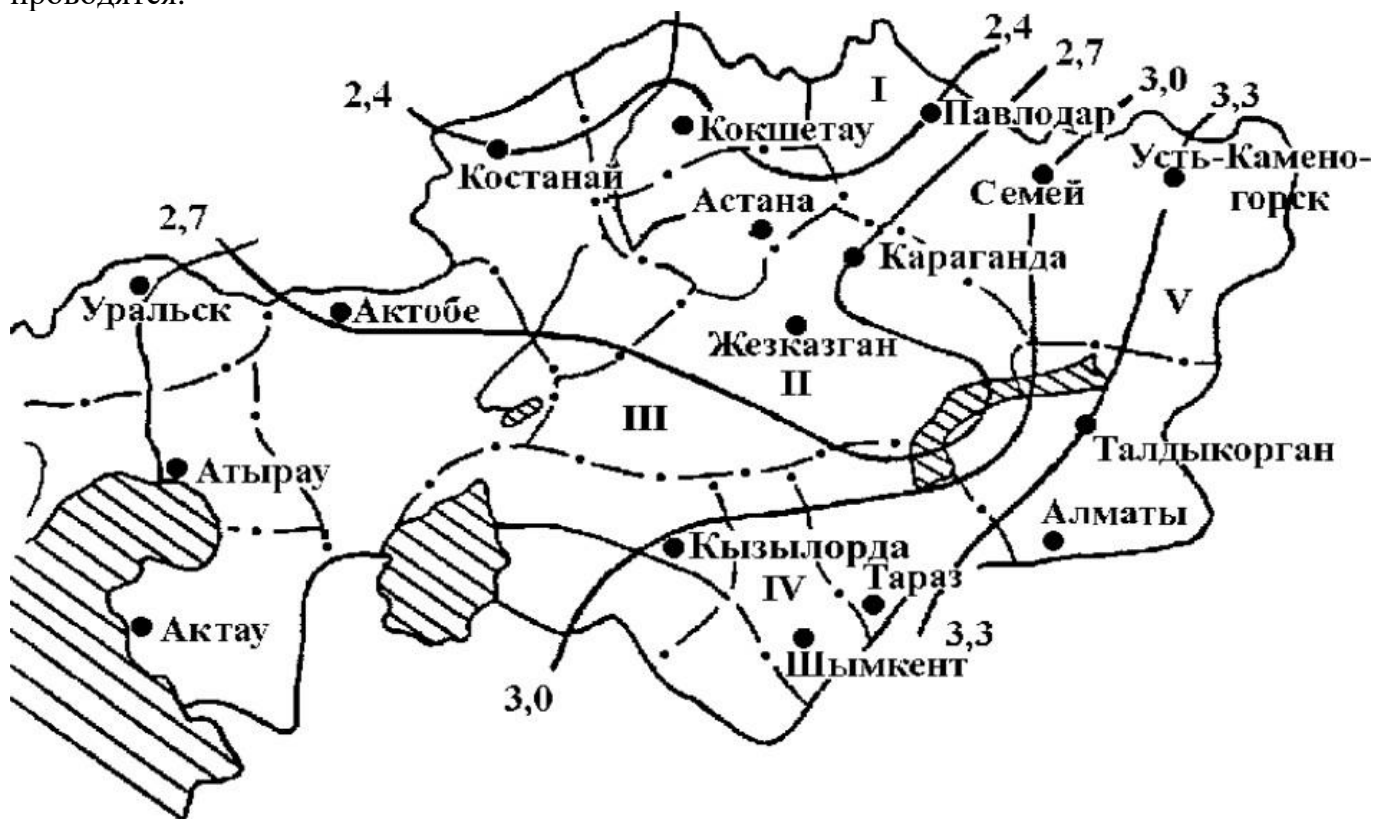 проводятся.
2,4
2,7
2,4
I
3,0
3,3
Павлодар
Кокшетау
Костанай
Усть-Камено-
горск
Семей
Астана
2,7
Караганда
V
Уральск
Актобе
Жезказган
II
III
Талдыкорган
Атырау
Алматы
Кызылорда
Тараз
IV
Актау
3,3
Шымкент
3,0